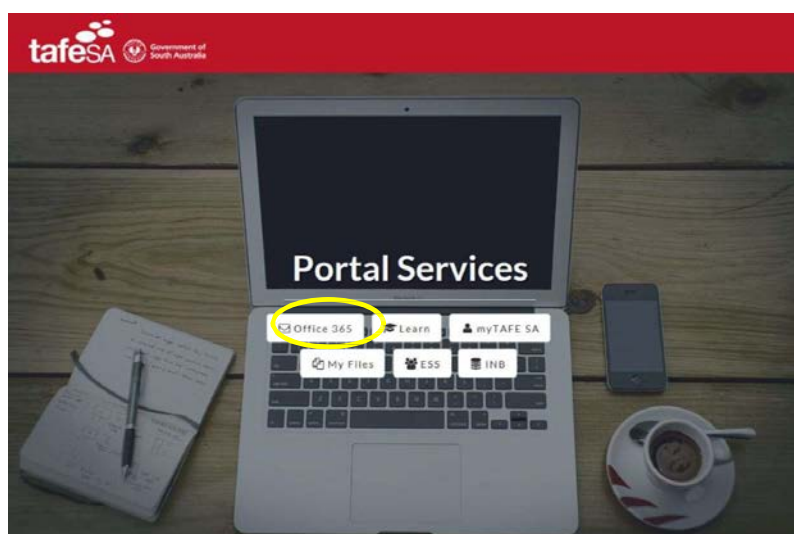 tafeSA
Government of
South Australia
Portal Services
Office 365
Learn
myTAFE SA
My Files
ESS
INB